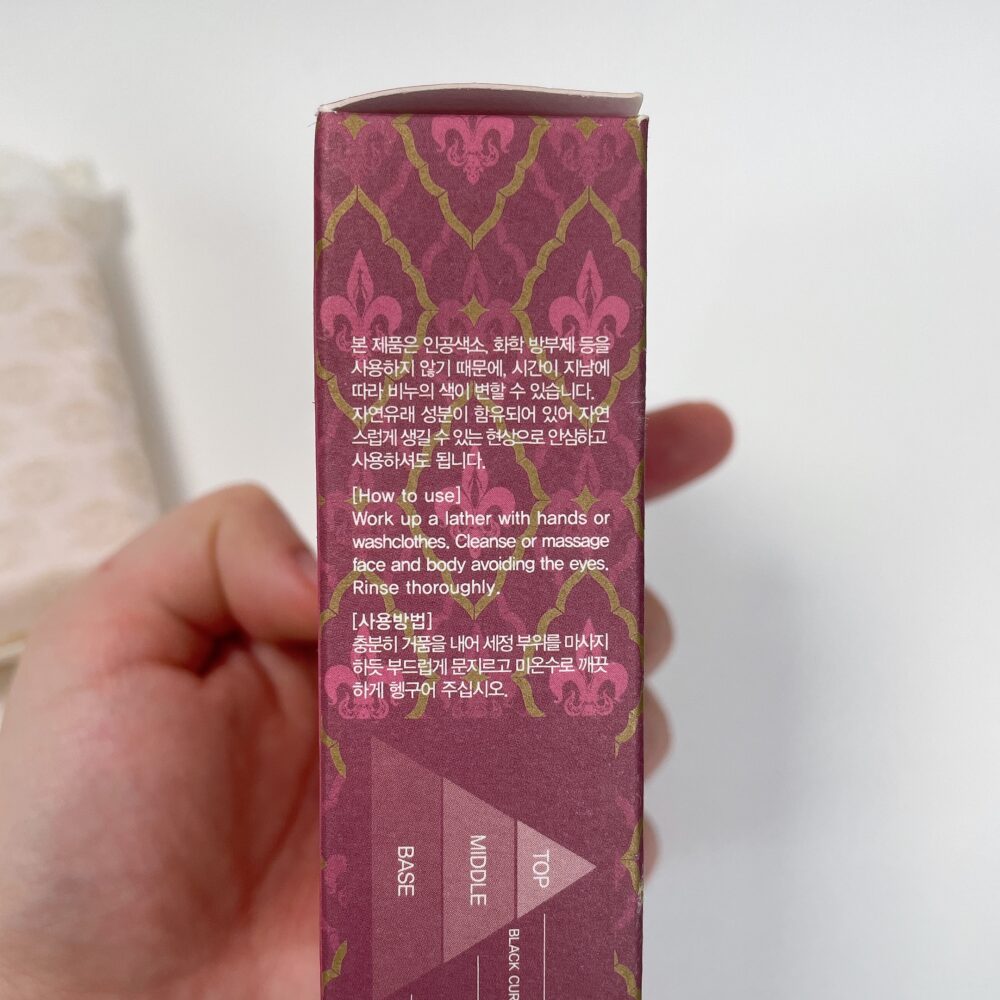 본 제품은 인공색소, 화학 방부제 등을
사용하지 않기 때문에, 시간이 지남에
따라 비누의 색이 변할 수 있습니다.
자연유래 성분이 함유되어 있어 자연
스럽게 생길 수 있는 현상으로 안심하고
사용하셔도 됩니다.
[How to use]
Work up a lather with hands or
washclothes. Cleanse or massage
face and body avoiding the eyes.
Rinse thoroughly.
[사용방법]
충분히 거품을 내어 세정 부위를 마사지
하듯 부드럽게 문지르고 미온수로 깨끗
하게 헹구어 주십시오.
TOP
MIDDLE
BASE
BLACK